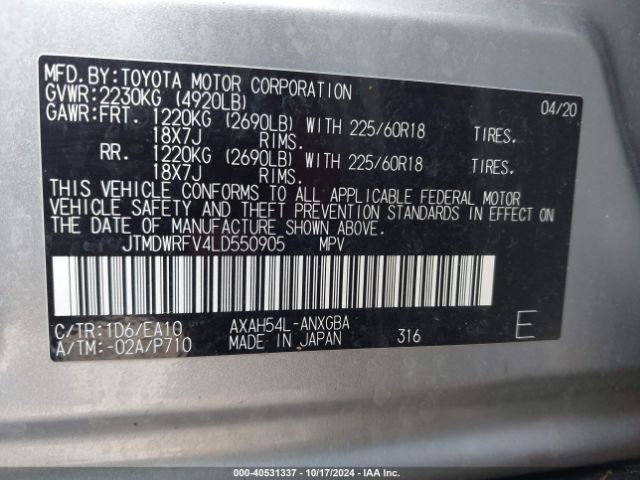 MFD.BY:TOYOTA MOTOR CORPORATION
GVWR:2230KG (4920LB) 04/20
GAWR:FRT. 1220KG (2690LB) WITH 225/60R18 TIRES.
18X7J RIMS.
RR. 1220KG (2690LB) WITH 225/60R18 TIRES.
18X7J RIMS.
THIS VEHICLE CONFORMS TO ALL APPLICABLE FEDERAL MOTOR
VEHICLE SAFETY AND THEFT PREVENTION STANDARDS IN EFFECT ON
THE DATE OF MANUFACTURE SHOWN ABOVE.
JTMDWRFV4LD550905 MPV
C/TR:1D6/EA10 AXAH54L-ANXGBA E
A/TM:-02A/P710 MADE IN JAPAN 316
000-40531337 - 10/17/2024 - IAA Inc.